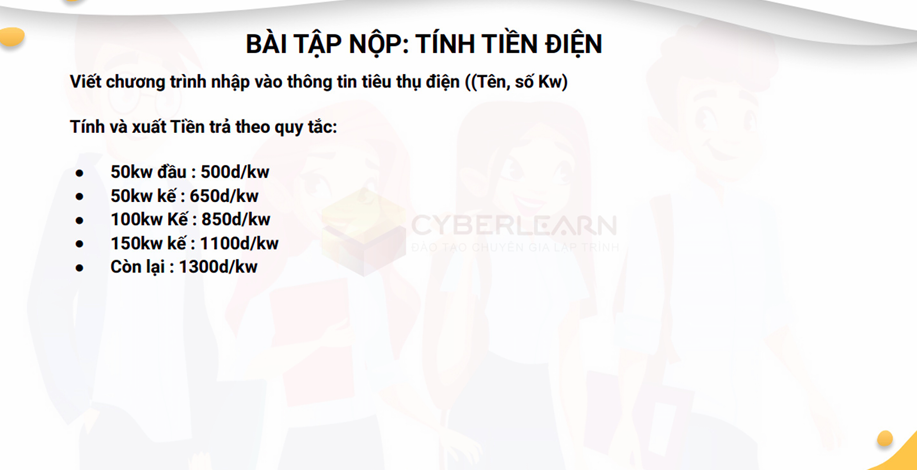 BÀI TẬP NỘP: TÍNH TIỀN ĐIỆN
Viết chương trình nhập vào thông tin tiêu thụ điện ((Tên, số Kw)
Tính và xuất Tiền trả theo quy tắc:
● 50kw đầu : 500d/kw
● 50kw kế : 650d/kw
● 100kw Kế : 850d/kw
● 150kw kế : 1100d/kw
● Còn lại : 1300d/kw
CYBERLEARN
ĐÀO TẠO CHUYÊN GIA LẬP TRÌNH